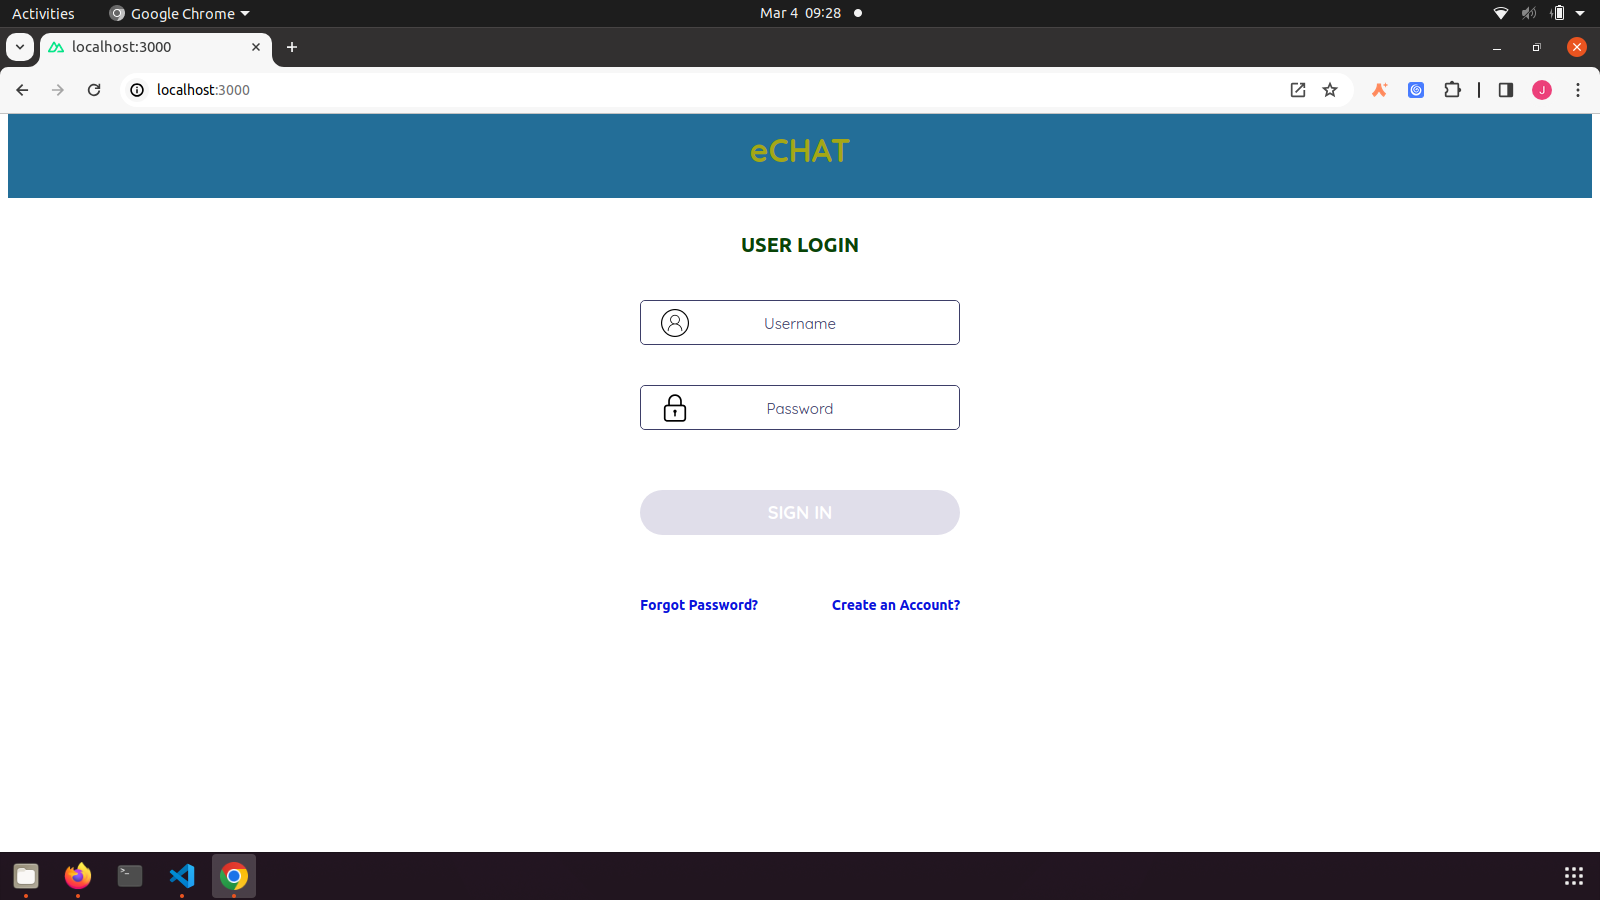 Activities Google Chrome Mar 4 09:28
localhost:3000
localhost:3000 J
eCHAT
USER LOGIN
Username
Password
SIGN IN
Forgot Password? Create an Account?